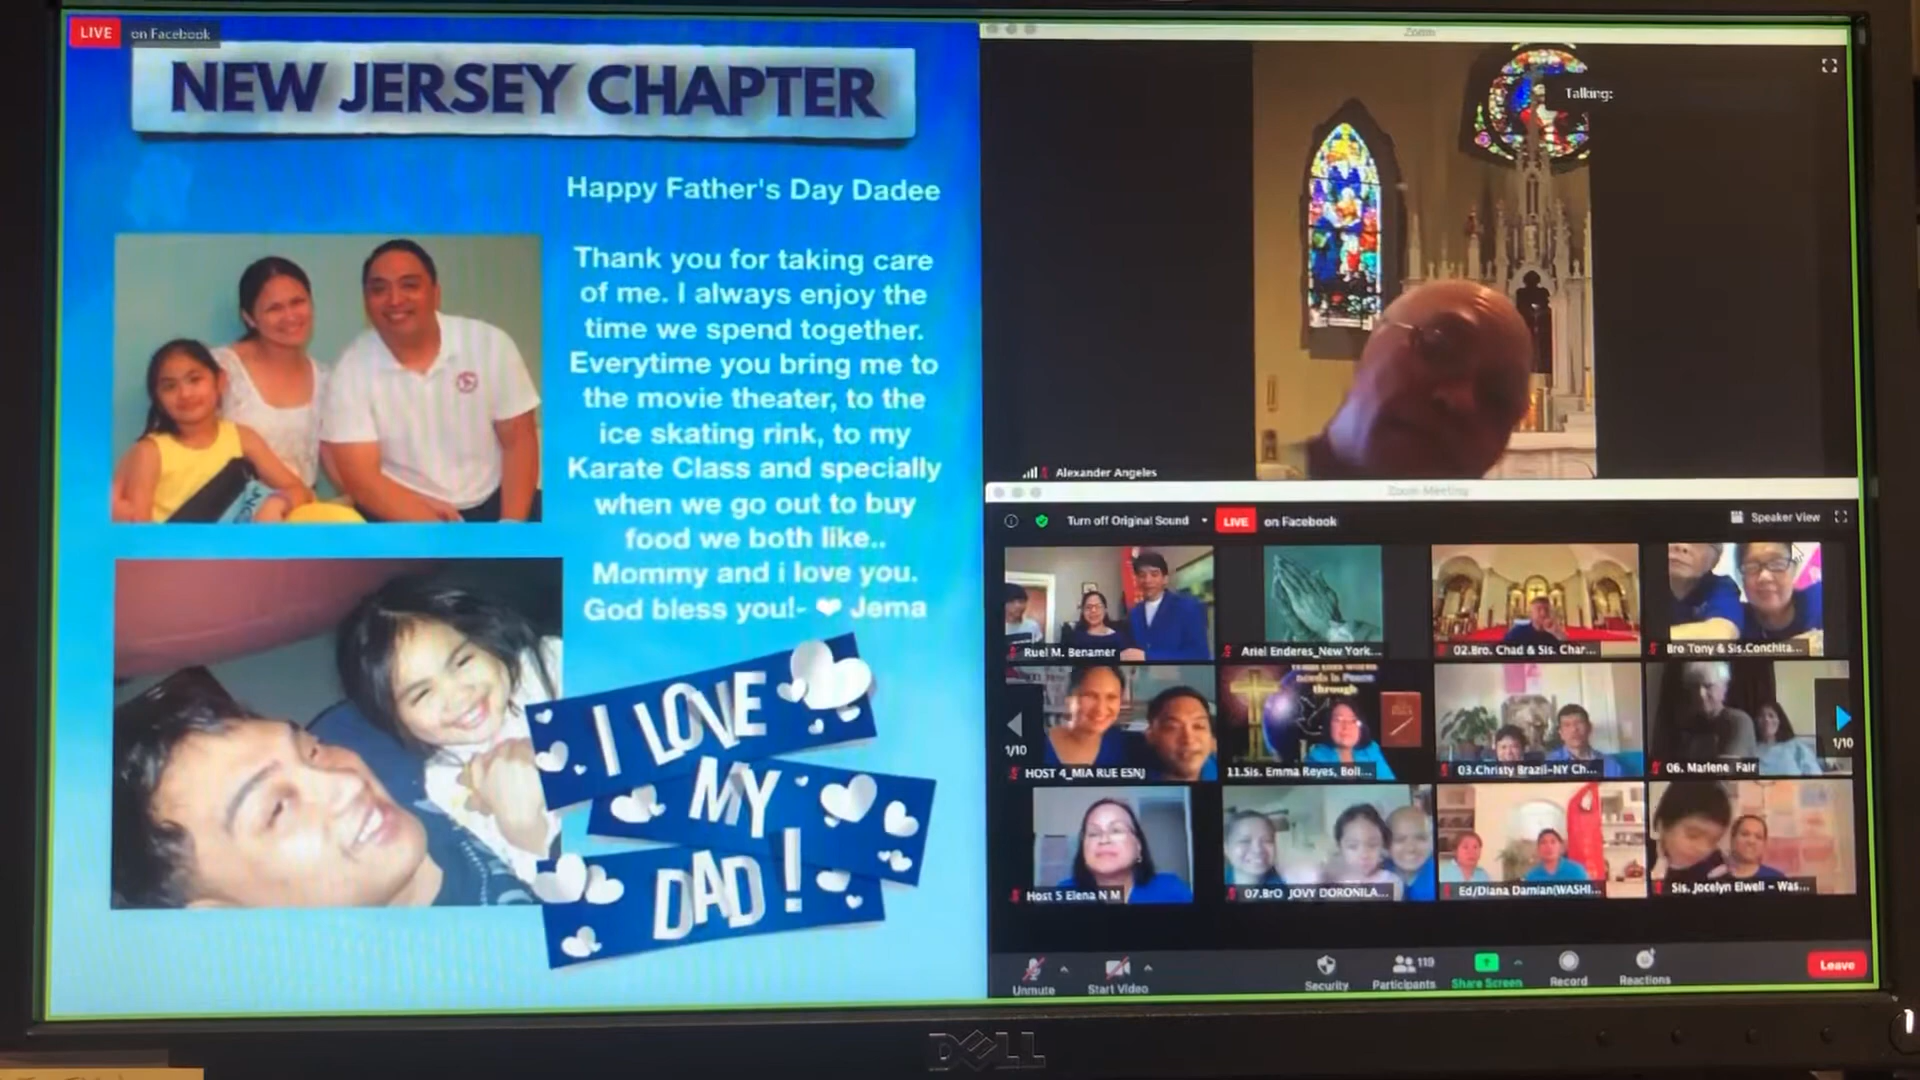 LIVE on Facebook
NEW JERSEY CHAPTER
Happy Father's Day Dadee
Thank you for taking care
of me. I always enjoy the
time we spend together.
Everytime you bring me to
the movie theater, to the
ice skating rink, to my
Karate Class and specially
when we go out to buy
food we both like..
Mommy and i love you.
God bless you!- ❤ Jema
I LOVE
MY
DAD!
Zoom
Talking:
Alexander Angeles
Zoom Meeting
Turn off Original Sound LIVE on Facebook Speaker View
Ruel M. Benamer
Ariel Enderes_New York...
02.Bro. Chad & Sis. Char...
Bro Tony & Sis.Conchita...
needs is Peace
through
1/10
1/10
HOST 4_MIA RUE ESNJ
11.Sis. Emma Reyes, Boli...
03.Christy Brazil-NY Ch...
06. Marlene Fair
Host 5 Elena N M
07.BrO JOVY DORONILA...
Ed/Diana Damian(WASHI...
Sis. Jocelyn Elwell - Was...
Unmute
Start Video
Security
Participants 119
Share Screen
Record
Reactions
Leave
DELL